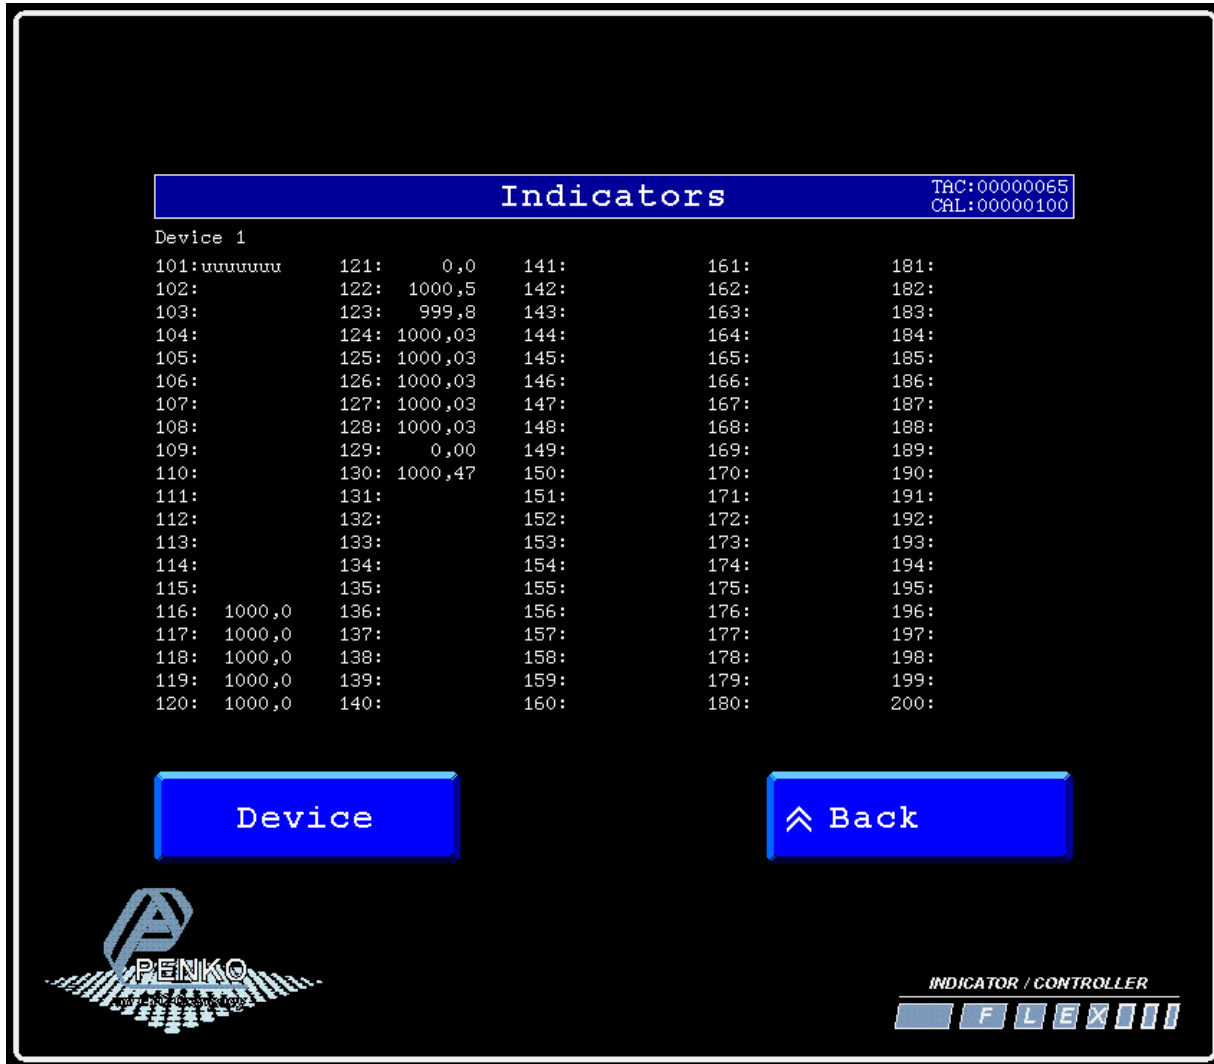 Indicators
TAC:00000065
CAL:00000100
Device 1
101:uuuuuuu 121: 0,0 141: 161: 181:
102: 122: 1000,5 142: 162: 182:
103: 123: 999,8 143: 163: 183:
104: 124: 1000,03 144: 164: 184:
105: 125: 1000,03 145: 165: 185:
106: 126: 1000,03 146: 166: 186:
107: 127: 1000,03 147: 167: 187:
108: 128: 1000,03 148: 168: 188:
109: 129: 0,00 149: 169: 189:
110: 130: 1000,47 150: 170: 190:
111: 131: 151: 171: 191:
112: 132: 152: 172: 192:
113: 133: 153: 173: 193:
114: 134: 154: 174: 194:
115: 135: 155: 175: 195:
116: 1000,0 136: 156: 176: 196:
117: 1000,0 137: 157: 177: 197:
118: 1000,0 138: 158: 178: 198:
119: 1000,0 139: 159: 179: 199:
120: 1000,0 140: 160: 180: 200:
Device
Back
PENKO
INDICATOR / CONTROLLER
FLEX